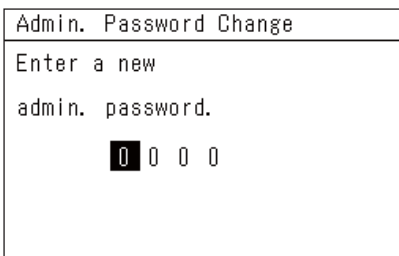 Admin. Password Change
Enter a new
admin. password.
0 0 0 0